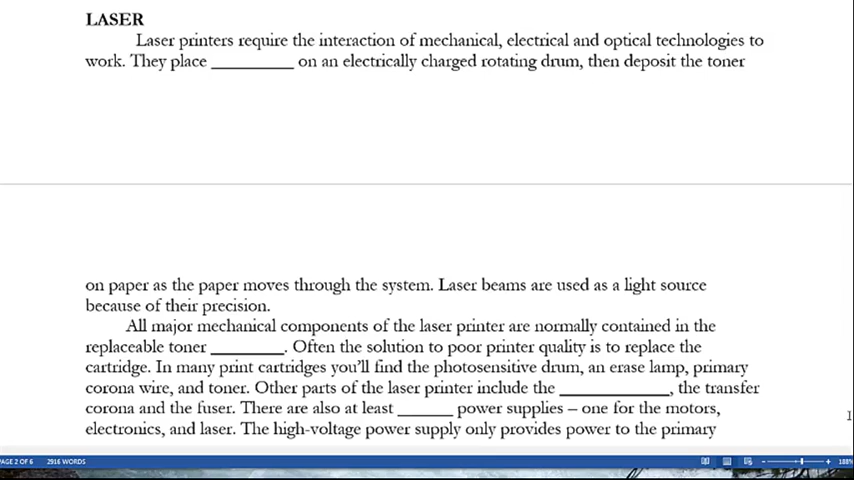 LASER
Laser printers require the interaction of mechanical, electrical and optical technologies to
work. They place __________ on an electrically charged rotating drum, then deposit the toner
on paper as the paper moves through the system. Laser beams are used as a light source
because of their precision.
All major mechanical components of the laser printer are normally contained in the
replaceable toner _________. Often the solution to poor printer quality is to replace the
cartridge. In many print cartridges you'll find the photosensitive drum, an erase lamp, primary
corona wire, and toner. Other parts of the laser printer include the ______________, the transfer
corona and the fuser. There are also at least _______ power supplies – one for the motors,
electronics, and laser. The high-voltage power supply only provides power to the primary
PAGE 2 OF 6 2916 WORDS 188%